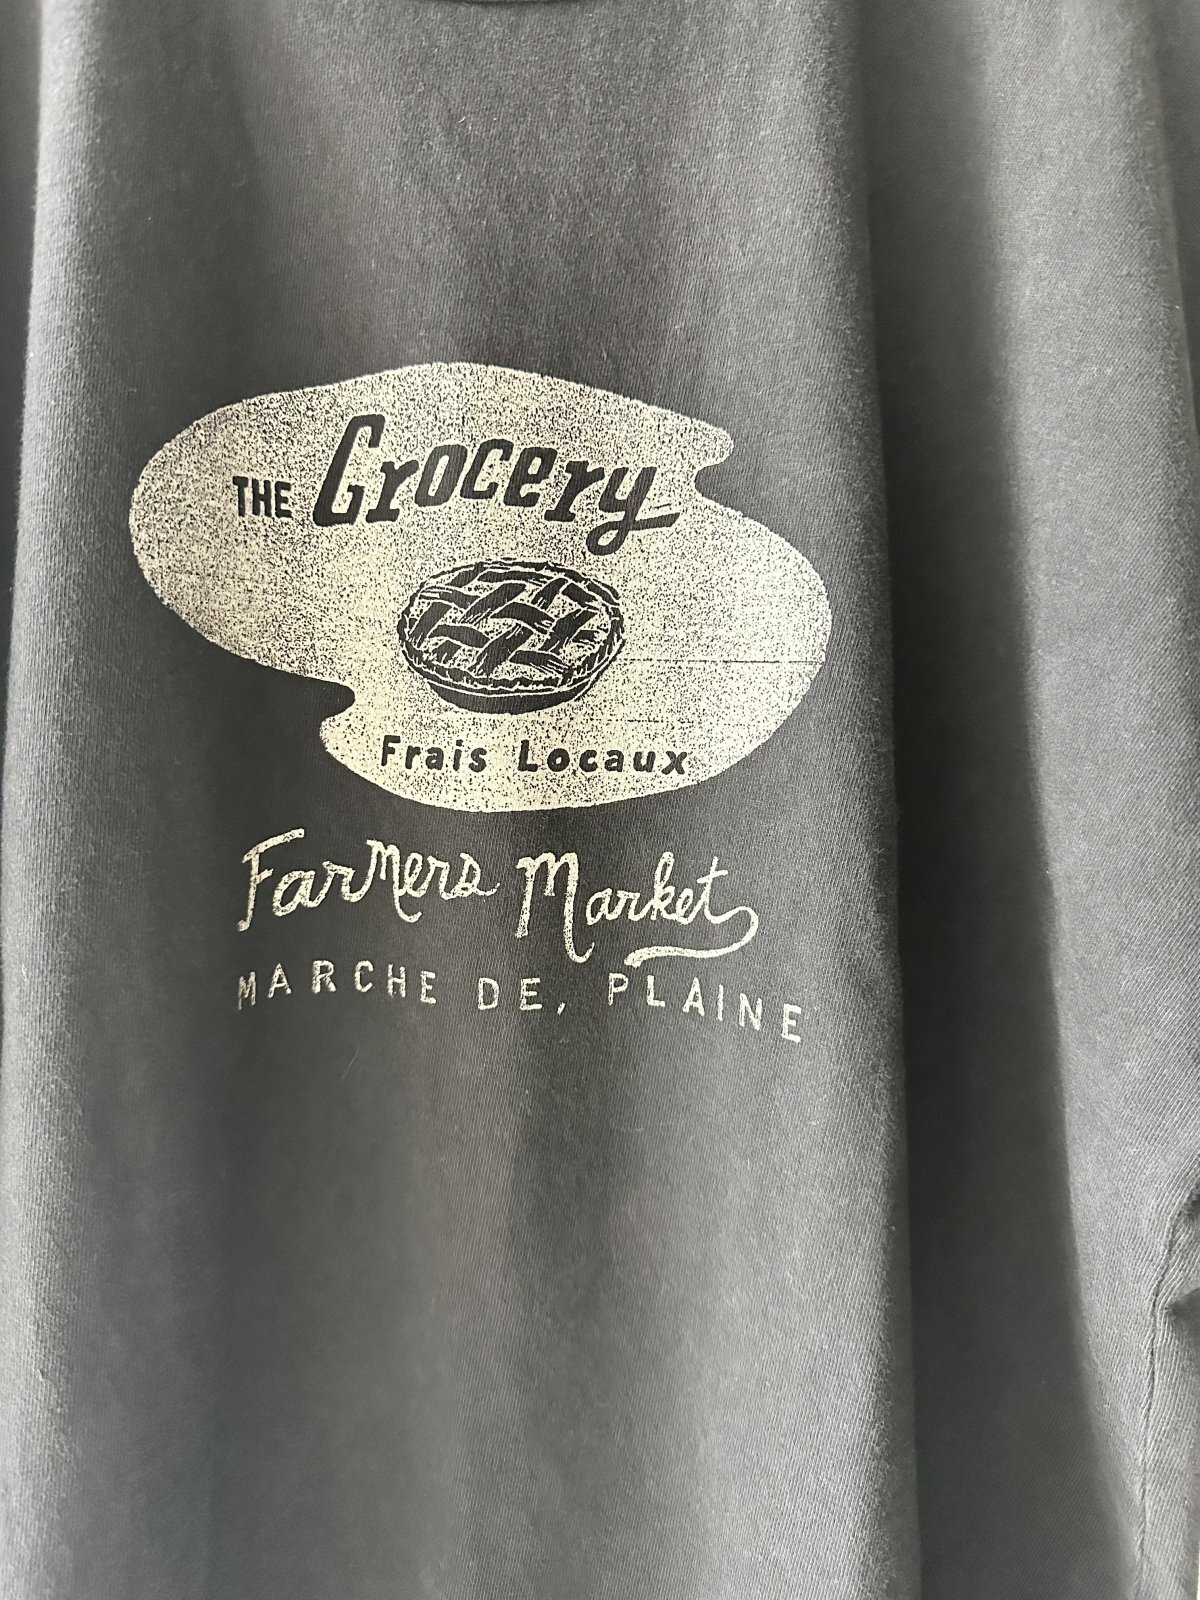 THE Grocery
Frais Locaux
Farmers Market
MARCHE DE, PLAINE